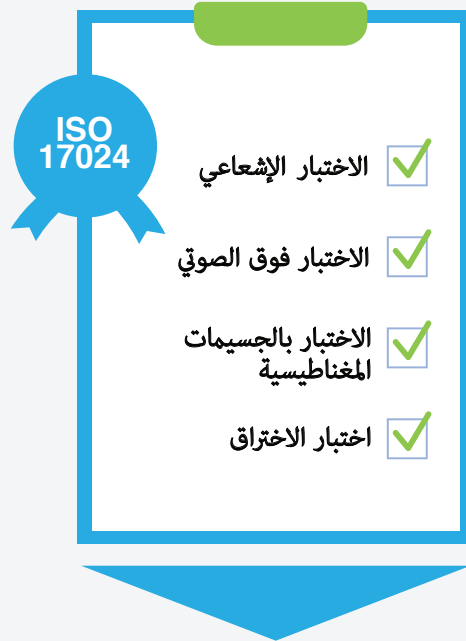 ISO
17024
الاختبار الإشعاعي
الاختبار فوق الصوتي
الاختبار بالجسيمات
المغناطيسية
اختبار الاختراق